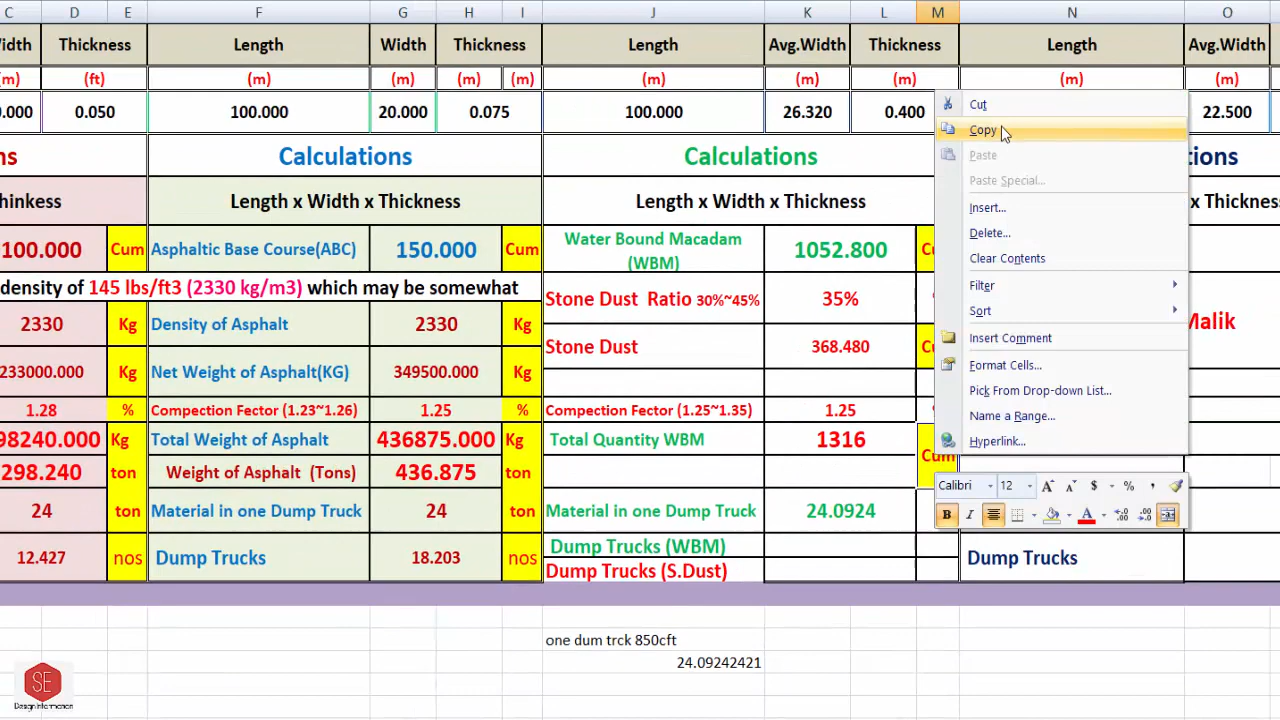 C D E F G H I J K L M N O
Width Thickness Length Width Thickness Length Avg.Width Thickness Length Avg.Width
(m) (ft) (m) (m) (m) (m) (m) (m) (m) (m) (m)
0.050 100.000 20.000 0.075 100.000 26.320 0.400 22.500
Calculations Calculations
Length x Width x Thickness Length x Width x Thickness x Thickness
100.000 Cum Asphaltic Base Course(ABC) 150.000 Cum Water Bound Macadam
(WBM) 1052.800
density of 145 lbs/ft3 (2330 kg/m3) which may be somewhat
Stone Dust Ratio 30%~45% 35%
2330 Kg Density of Asphalt 2330 Kg Malik
Stone Dust 368.480
233000.000 Kg Net Weight of Asphalt(KG) 349500.000 Kg
1.28 % Compection Fector (1.23~1.26) 1.25 % Compection Fector (1.25~1.35) 1.25
98240.000 Kg Total Weight of Asphalt 436875.000 Kg Total Quantity WBM 1316 Cum
298.240 ton Weight of Asphalt (Tons) 436.875 ton
24 ton Material in one Dump Truck 24 ton Material in one Dump Truck 24.0924
12.427 nos Dump Trucks 18.203 nos Dump Trucks (WBM) Dump Trucks
Dump Trucks (S.Dust)
one dum trck 850cft
24.09242421
Cut
Copy
Paste
Paste Special...
Insert...
Delete...
Clear Contents
Filter
Sort
Insert Comment
Format Cells...
Pick From Drop-down List...
Name a Range...
Hyperlink...
Calibri 12 A A $ % ,
B I A
SE
Design Information